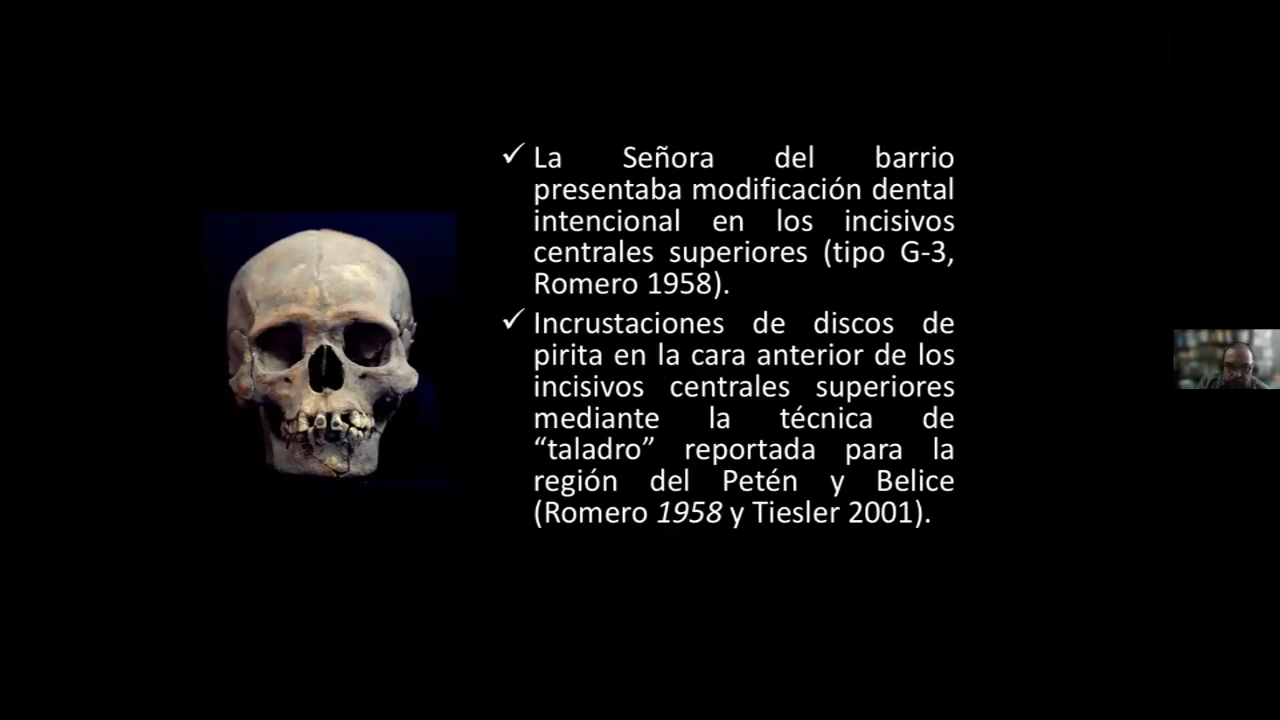 ✓ La Señora del barrio
presentaba modificación dental
intencional en los incisivos
centrales superiores (tipo G-3,
Romero 1958).
✓ Incrustaciones de discos de
pirita en la cara anterior de los
incisivos centrales superiores
mediante la técnica de
“taladro” reportada para la
región del Petén y Belice
(Romero 1958 y Tiesler 2001).